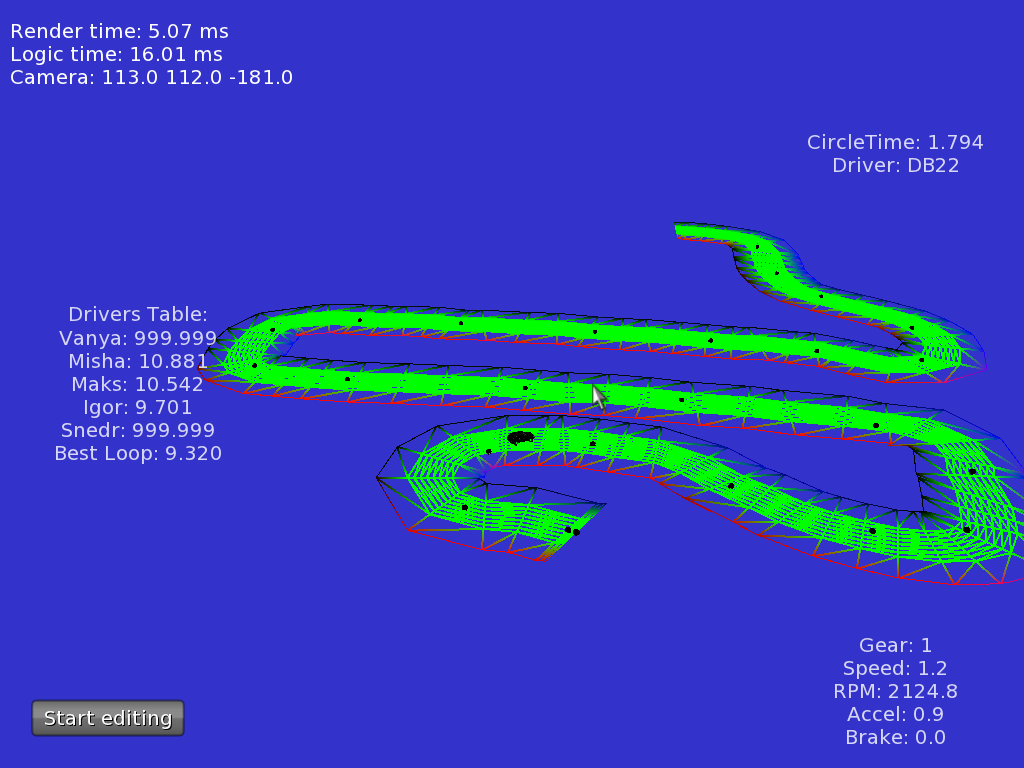 Render time: 5.07 ms
Logic time: 16.01 ms
Camera: 113.0 112.0 -181.0
CircleTime: 1.794
Driver: DB22
Drivers Table:
Vanya: 999.999
Misha: 10.881
Maks: 10.542
Igor: 9.701
Snedr: 999.999
Best Loop: 9.320
Gear: 1
Speed: 1.2
RPM: 2124.8
Accel: 0.9
Brake: 0.0
Start editing